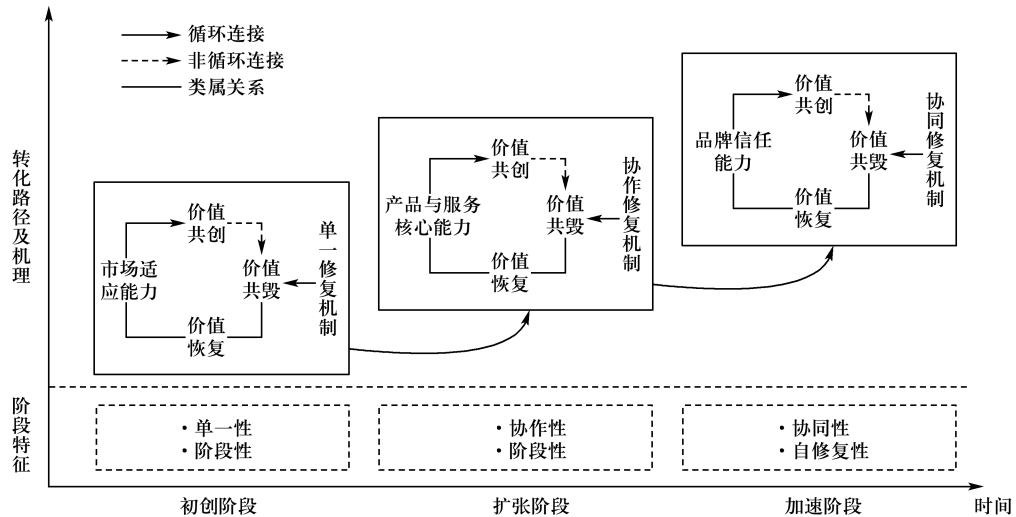 循环连接
非循环连接
类属关系
转化路径及机理
价值
共创
市场适
应能力
价值
共毁
价值
恢复
单一修复机制
价值
共创
产品与服务
核心能力
价值
共毁
价值
恢复
协作修复机制
价值
共创
品牌信任
能力
价值
共毁
价值
恢复
协同修复机制
阶段特征
•单一性
•阶段性
•协作性
•阶段性
•协同性
•自修复性
初创阶段
扩张阶段
加速阶段
时间